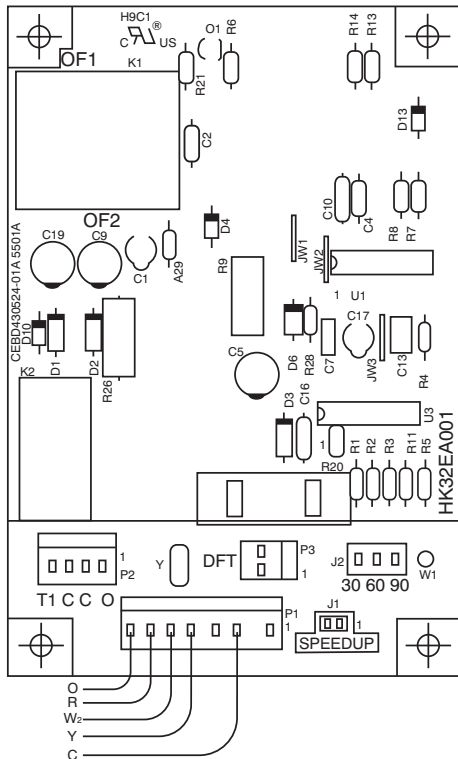 H9C1
®
C US
O1
R6
R14
R13
OF1
K1
R21
D13
C2
OF2
C10
C4
R8
R7
D4
C19
C9
C1
A29
R9
JW1
JW2
CEBD430524-01A 5501A
1 U1
D10
D1
D2
R26
D6
R28
C7
C17
JW3
C13
R4
C5
K2
D3
C16
U3
1
R20
R1
R2
R3
R11
R5
HK32EA001
1
P2
Y
DFT
P3
1
J2
W1
30 60 90
T1 C C O
P1
1
J1
1
SPEEDUP
O
R
W2
Y
C